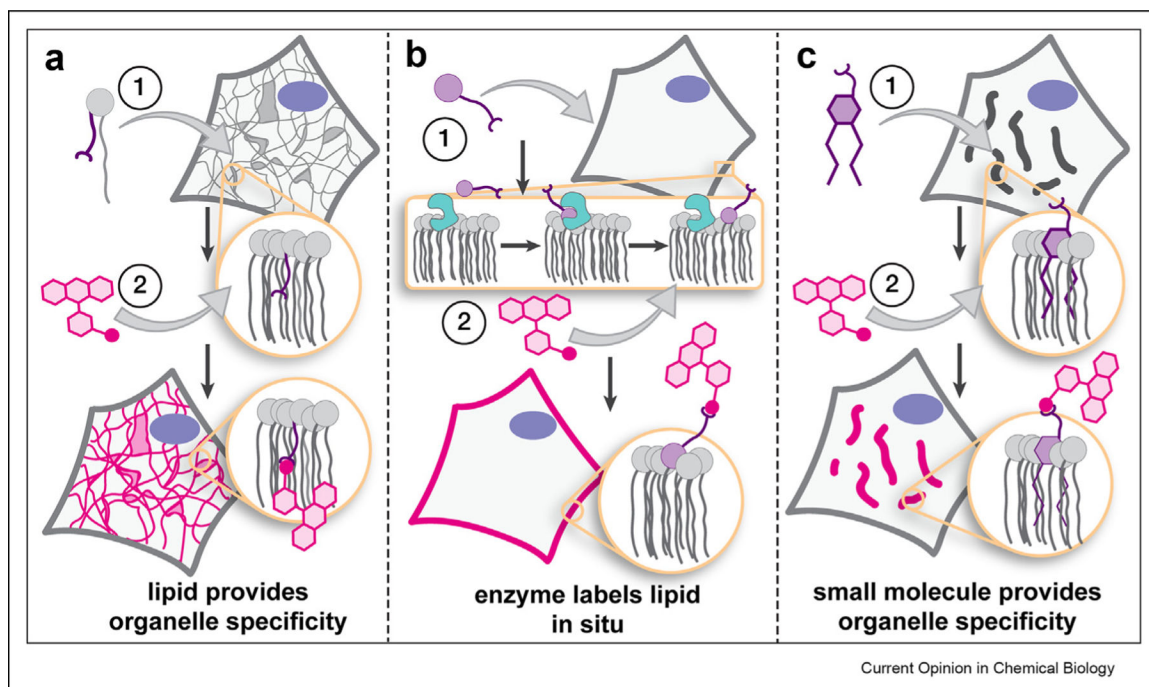 a
1
2
lipid provides
organelle specificity
b
1
2
enzyme labels lipid
in situ
c
1
2
small molecule provides
organelle specificity
Current Opinion in Chemical Biology